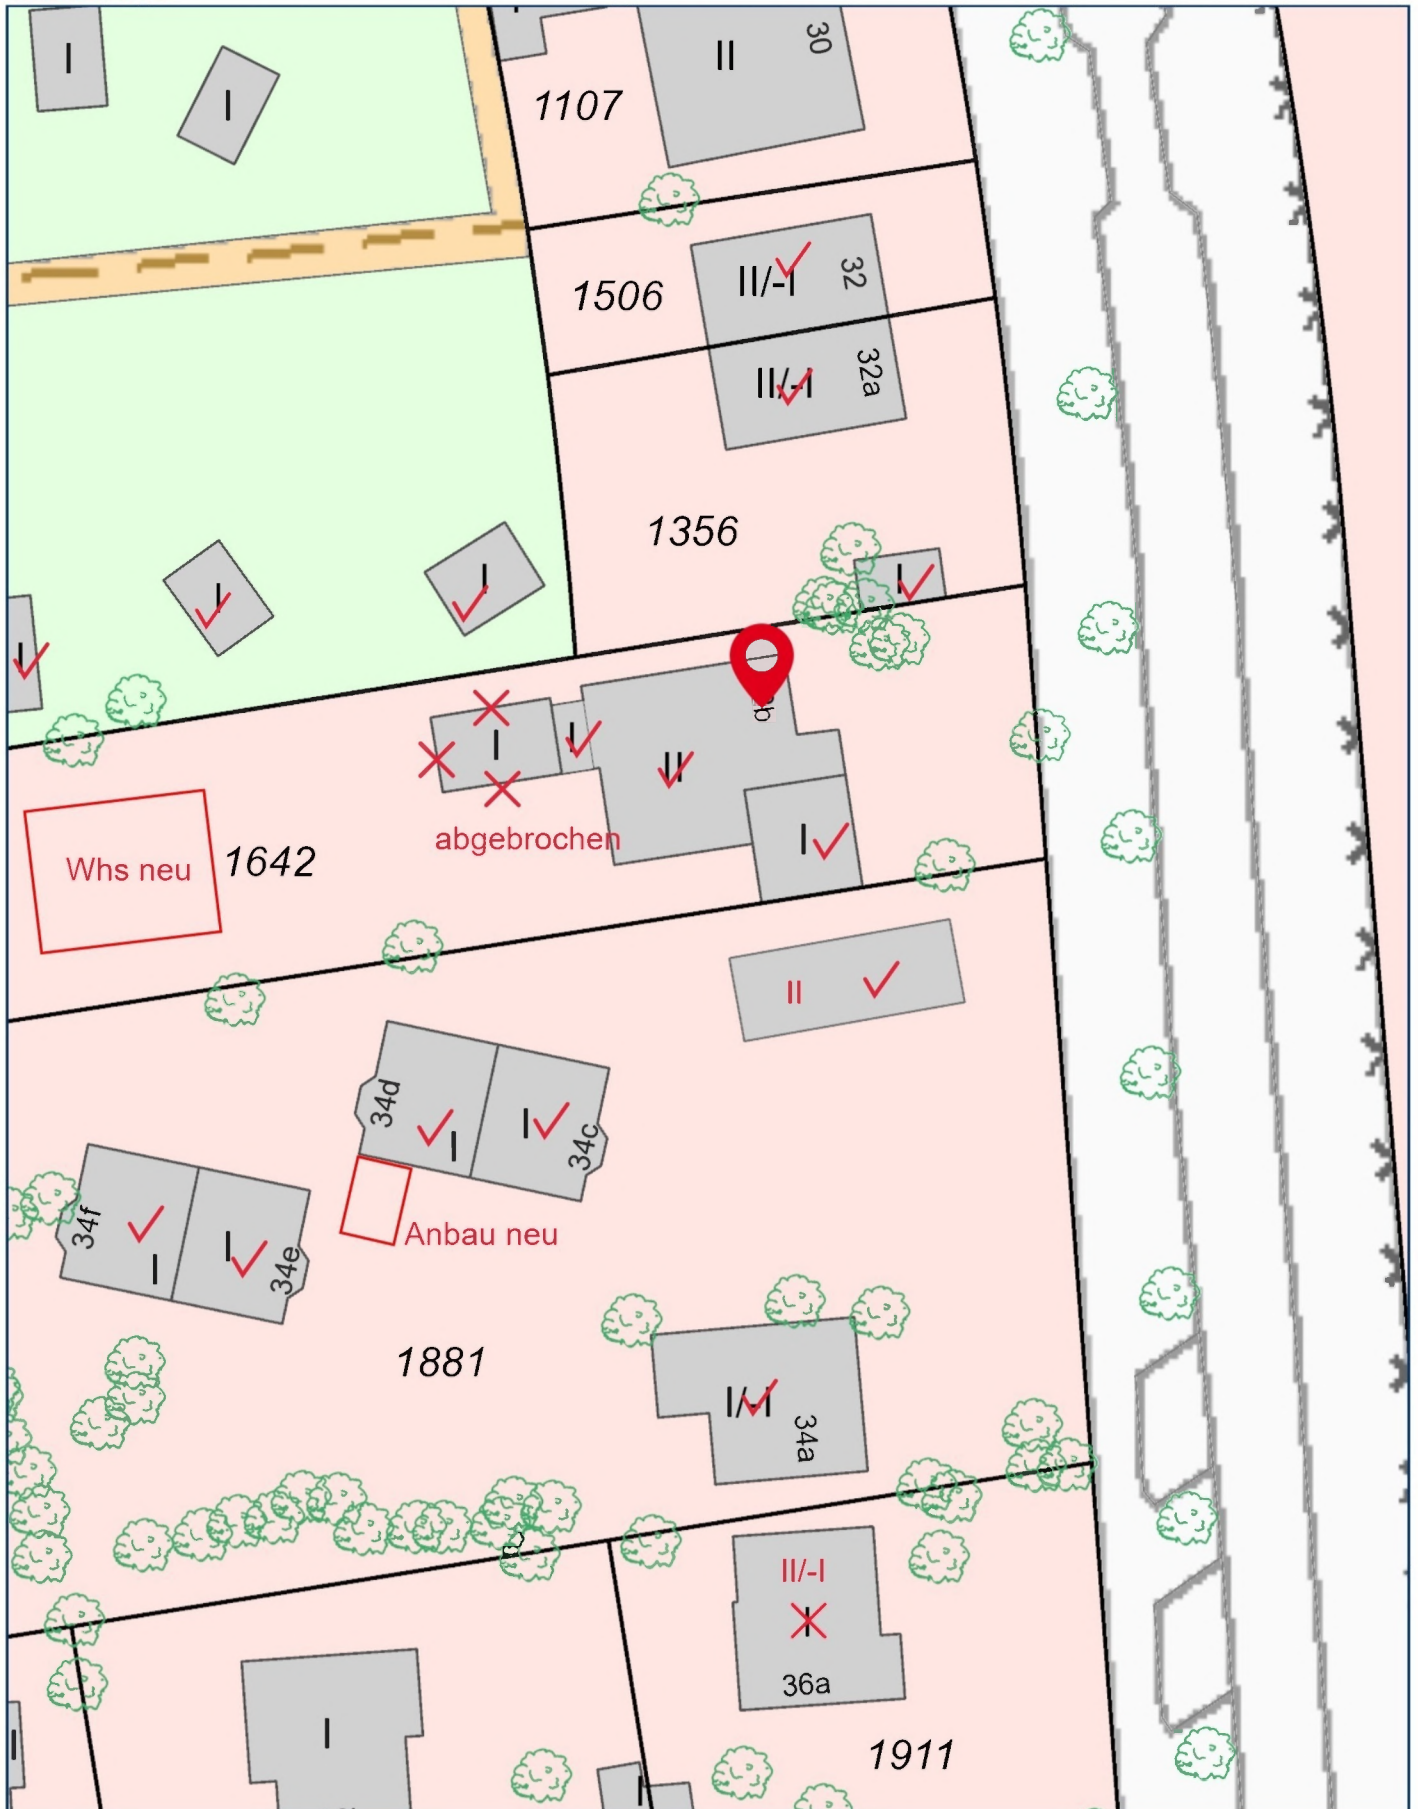 I
I
II
30
1107
1506
II/-I
32
II/-I
32a
1356
I
I
I
I
I
I
II
b
I
abgebrochen
Whs neu
1642
II
34d
I
I
34c
34f
I
I
34e
Anbau neu
1881
I/-I
34a
II/-I
I
36a
1911
I
I
I